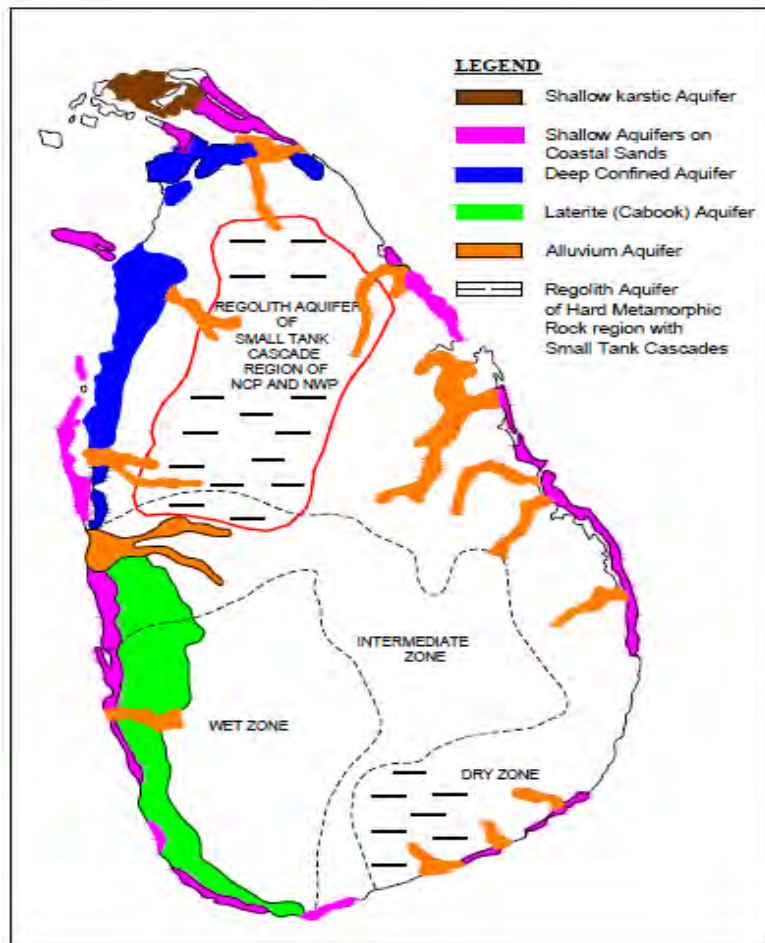 LEGEND
Shallow karstic Aquifer
Shallow Aquifers on
Coastal Sands
Deep Confined Aquifer
Laterite (Cabook) Aquifer
Alluvium Aquifer
Regolith Aquifer
of Hard Metamorphic
Rock region with
Small Tank Cascades
REGOLITH AQUIFER
OF
SMALL TANK
CASCADE
REGION OF
NCP AND NWP
INTERMEDIATE
ZONE
WET ZONE
DRY ZONE